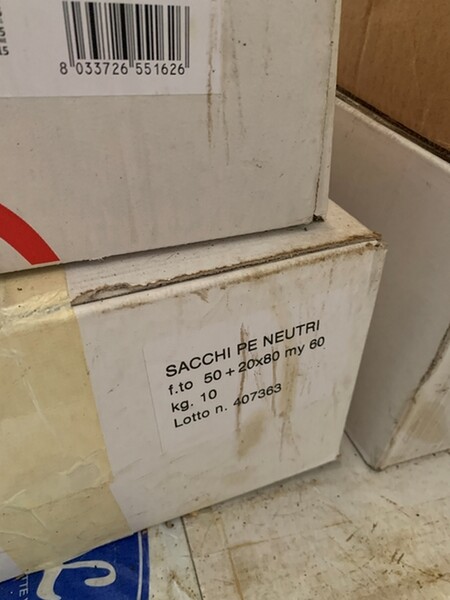 8 033726 551626
SACCHI PE NEUTRI
f.to 50+20x80 my 60
kg. 10
Lotto n. 407363